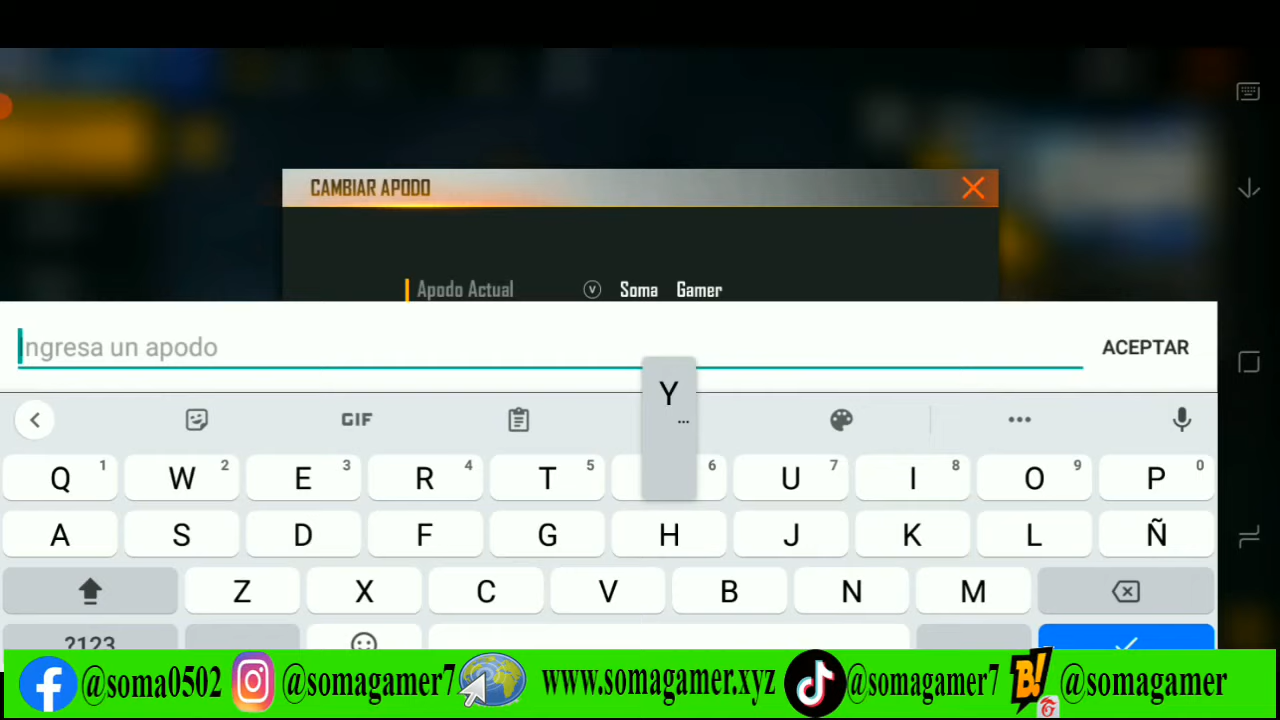 CAMBIAR APODO
Apodo Actual V Soma Gamer
Ingresa un apodo ACEPTAR
Y
...
GIF
Q 1 W 2 E 3 R 4 T 5 6 U 7 I 8 O 9 P 0
A S D F G H J K L Ñ
Z X C V B N M
?123
@soma0502 @somagamer7 www.somagamer.xyz @somagamer7 B! @somagamer